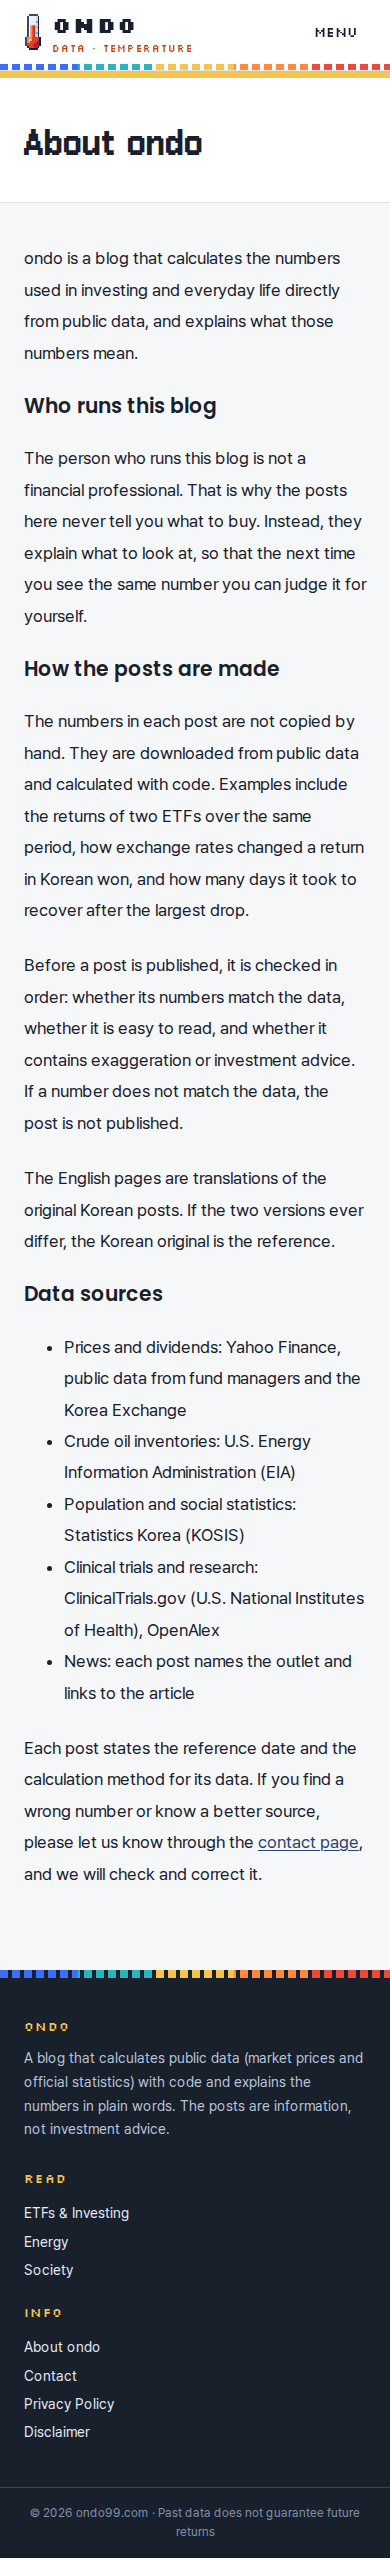 ONDO
DATA · TEMPERATURE
MENU
About ondo
ondo is a blog that calculates the numbers
used in investing and everyday life directly
from public data, and explains what those
numbers mean.
Who runs this blog
The person who runs this blog is not a
financial professional. That is why the posts
here never tell you what to buy. Instead, they
explain what to look at, so that the next time
you see the same number you can judge it for
yourself.
How the posts are made
The numbers in each post are not copied by
hand. They are downloaded from public data
and calculated with code. Examples include
the returns of two ETFs over the same
period, how exchange rates changed a return
in Korean won, and how many days it took to
recover after the largest drop.
Before a post is published, it is checked in
order: whether its numbers match the data,
whether it is easy to read, and whether it
contains exaggeration or investment advice.
If a number does not match the data, the
post is not published.
The English pages are translations of the
original Korean posts. If the two versions ever
differ, the Korean original is the reference.
Data sources
• Prices and dividends: Yahoo Finance,
public data from fund managers and the
Korea Exchange
• Crude oil inventories: U.S. Energy
Information Administration (EIA)
• Population and social statistics:
Statistics Korea (KOSIS)
• Clinical trials and research:
ClinicalTrials.gov (U.S. National Institutes
of Health), OpenAlex
• News: each post names the outlet and
links to the article
Each post states the reference date and the
calculation method for its data. If you find a
wrong number or know a better source,
please let us know through the contact page,
and we will check and correct it.
ONDO
A blog that calculates public data (market prices and
official statistics) with code and explains the
numbers in plain words. The posts are information,
not investment advice.
READ
ETFs & Investing
Energy
Society
INFO
About ondo
Contact
Privacy Policy
Disclaimer
© 2026 ondo99.com · Past data does not guarantee future
returns